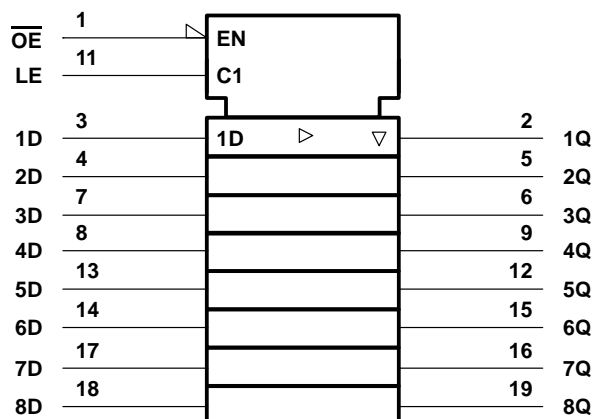 1
OE EN
11
LE C1
3 2
1D 1D 1Q
4 5
2D 2Q
7 6
3D 3Q
8 9
4D 4Q
13 12
5D 5Q
14 15
6D 6Q
17 16
7D 7Q
18 19
8D 8Q